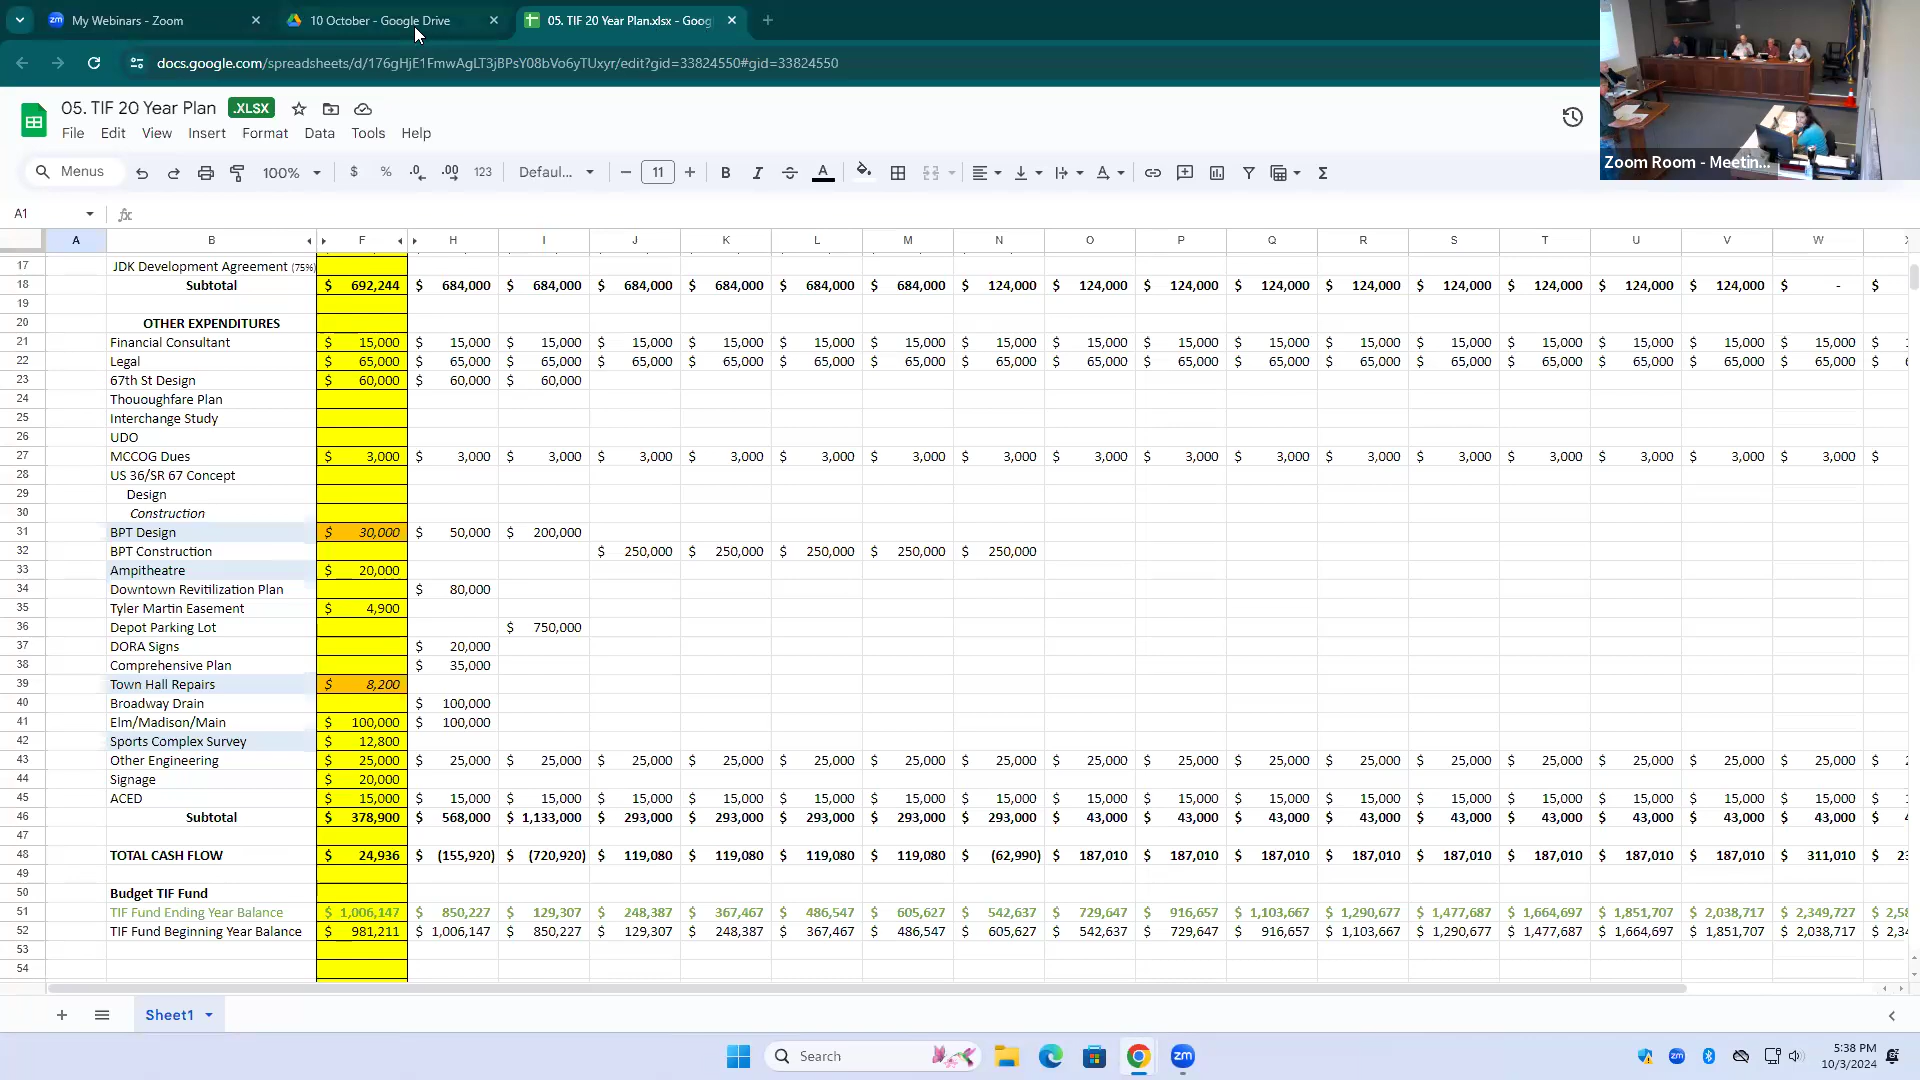 My Webinars - Zoom
10 October - Google Drive
05. TIF 20 Year Plan.xlsx - Goog
docs.google.com/spreadsheets/d/176gHjE1FmwAgLT3jBPsY08bVo6yTUxyr/edit?gid=33824550#gid=33824550
05. TIF 20 Year Plan .XLSX
File Edit View Insert Format Data Tools Help
Menus 100% $ % .0 .00 123 Defaul... 11 B I A
Zoom Room - Meetin...
A1 fx
A B F H I J K L M N O P Q R S T U V W X
17 JDK Development Agreement (75%)
18 Subtotal $ 692,244 $ 684,000 $ 684,000 $ 684,000 $ 684,000 $ 684,000 $ 684,000 $ 124,000 $ 124,000 $ 124,000 $ 124,000 $ 124,000 $ 124,000 $ 124,000 $ 124,000 $ 124,000 $ - $
19
20 OTHER EXPENDITURES
21 Financial Consultant $ 15,000 $ 15,000 $ 15,000 $ 15,000 $ 15,000 $ 15,000 $ 15,000 $ 15,000 $ 15,000 $ 15,000 $ 15,000 $ 15,000 $ 15,000 $ 15,000 $ 15,000 $ 15,000 $ 15,000 $
22 Legal $ 65,000 $ 65,000 $ 65,000 $ 65,000 $ 65,000 $ 65,000 $ 65,000 $ 65,000 $ 65,000 $ 65,000 $ 65,000 $ 65,000 $ 65,000 $ 65,000 $ 65,000 $ 65,000 $ 65,000 $
23 67th St Design $ 60,000 $ 60,000 $ 60,000
24 Thououghfare Plan
25 Interchange Study
26 UDO
27 MCCOG Dues $ 3,000 $ 3,000 $ 3,000 $ 3,000 $ 3,000 $ 3,000 $ 3,000 $ 3,000 $ 3,000 $ 3,000 $ 3,000 $ 3,000 $ 3,000 $ 3,000 $ 3,000 $ 3,000 $ 3,000 $
28 US 36/SR 67 Concept
29 Design
30 Construction
31 BPT Design $ 30,000 $ 50,000 $ 200,000
32 BPT Construction $ 250,000 $ 250,000 $ 250,000 $ 250,000 $ 250,000
33 Ampitheatre $ 20,000
34 Downtown Revitilization Plan $ 80,000
35 Tyler Martin Easement $ 4,900
36 Depot Parking Lot $ 750,000
37 DORA Signs $ 20,000
38 Comprehensive Plan $ 35,000
39 Town Hall Repairs $ 8,200
40 Broadway Drain $ 100,000
41 Elm/Madison/Main $ 100,000 $ 100,000
42 Sports Complex Survey $ 12,800
43 Other Engineering $ 25,000 $ 25,000 $ 25,000 $ 25,000 $ 25,000 $ 25,000 $ 25,000 $ 25,000 $ 25,000 $ 25,000 $ 25,000 $ 25,000 $ 25,000 $ 25,000 $ 25,000 $ 25,000 $ 25,000 $
44 Signage $ 20,000
45 ACED $ 15,000 $ 15,000 $ 15,000 $ 15,000 $ 15,000 $ 15,000 $ 15,000 $ 15,000 $ 15,000 $ 15,000 $ 15,000 $ 15,000 $ 15,000 $ 15,000 $ 15,000 $ 15,000 $ 15,000 $
46 Subtotal $ 378,900 $ 568,000 $ 1,133,000 $ 293,000 $ 293,000 $ 293,000 $ 293,000 $ 293,000 $ 43,000 $ 43,000 $ 43,000 $ 43,000 $ 43,000 $ 43,000 $ 43,000 $ 43,000 $ 43,000 $
47
48 TOTAL CASH FLOW $ 24,936 $ (155,920) $ (720,920) $ 119,080 $ 119,080 $ 119,080 $ 119,080 $ (62,990) $ 187,010 $ 187,010 $ 187,010 $ 187,010 $ 187,010 $ 187,010 $ 187,010 $ 187,010 $ 311,010 $
49
50 Budget TIF Fund
51 TIF Fund Ending Year Balance $ 1,006,147 $ 850,227 $ 129,307 $ 248,387 $ 367,467 $ 486,547 $ 605,627 $ 542,637 $ 729,647 $ 916,657 $ 1,103,667 $ 1,290,677 $ 1,477,687 $ 1,664,697 $ 1,851,707 $ 2,038,717 $ 2,349,727 $
52 TIF Fund Beginning Year Balance $ 981,211 $ 1,006,147 $ 850,227 $ 129,307 $ 248,387 $ 367,467 $ 486,547 $ 605,627 $ 542,637 $ 729,647 $ 916,657 $ 1,103,667 $ 1,290,677 $ 1,477,687 $ 1,664,697 $ 1,851,707 $ 2,038,717 $
53
54
Sheet1
Search
5:38 PM
10/3/2024